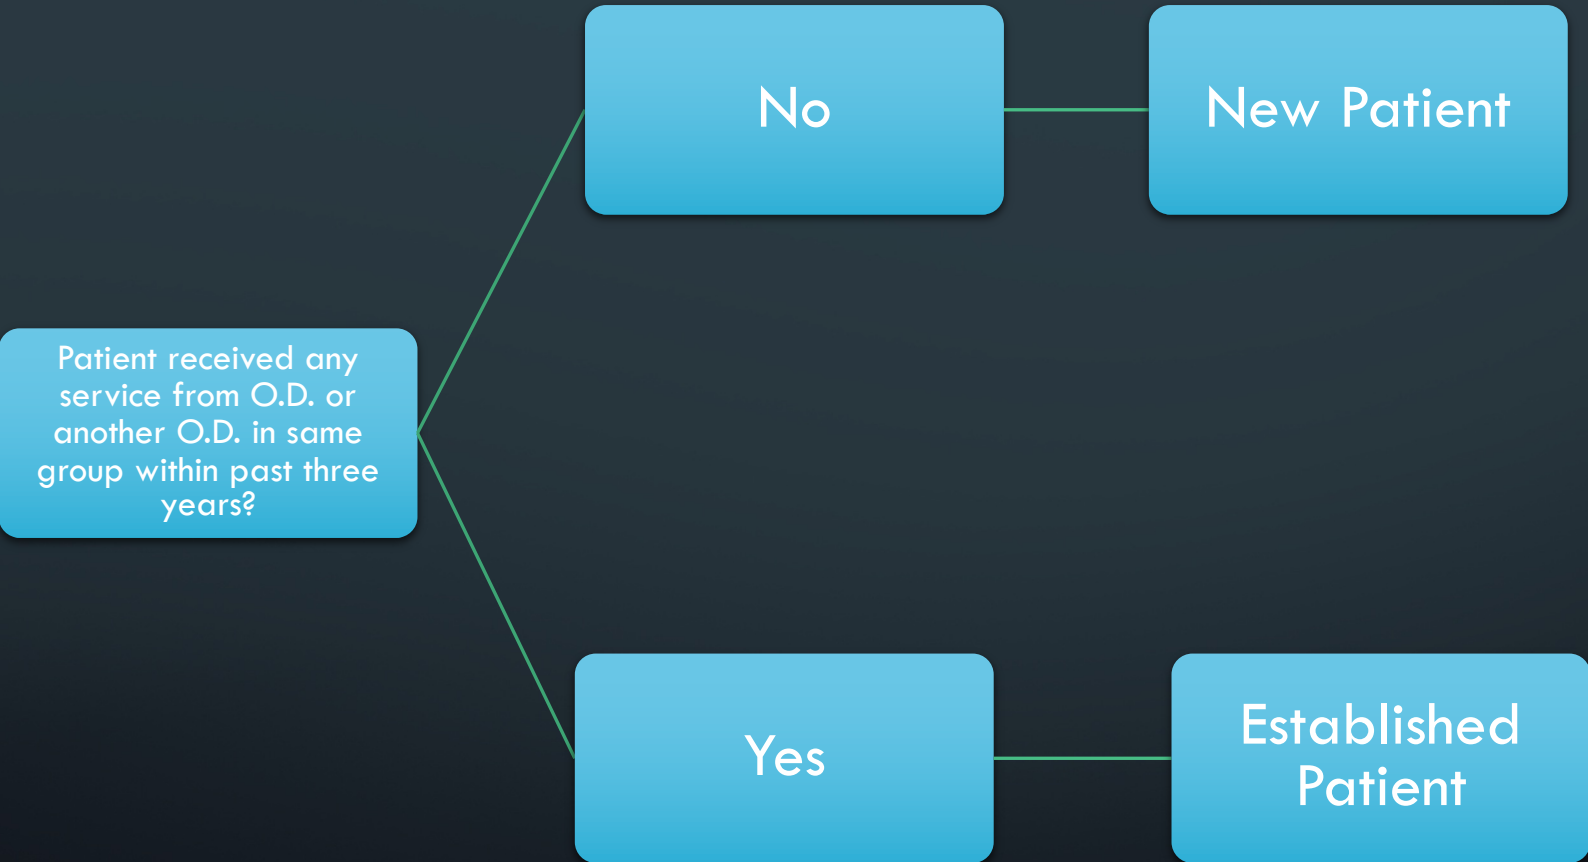 No
New Patient
Patient received any
service from O.D. or
another O.D. in same
group within past three
years?
Yes
Established
Patient